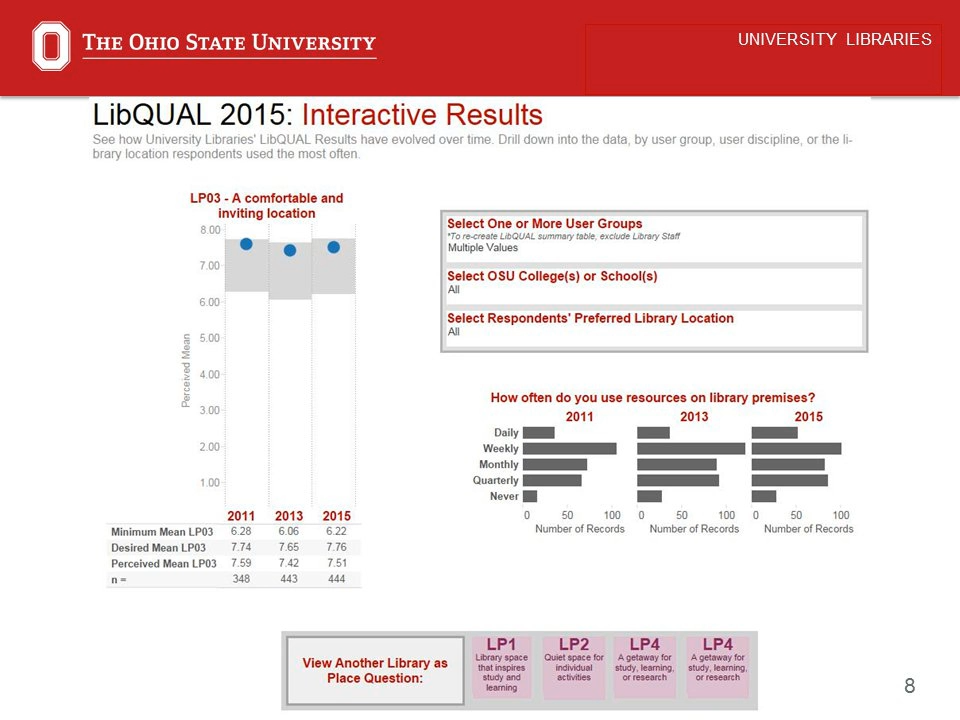 THE OHIO STATE UNIVERSITY
UNIVERSITY LIBRARIES
LibQUAL 2015: Interactive Results
See how University Libraries' LibQUAL Results have evolved over time. Drill down into the data, by user group, user discipline, or the li-
brary location respondents used the most often.
LP03 - A comfortable and
inviting location
8.00
7.00
6.00
5.00
4.00
3.00
2.00
1.00
Perceived Mean
2011 2013 2015
Minimum Mean LP03 6.28 6.06 6.22
Desired Mean LP03 7.74 7.65 7.76
Perceived Mean LP03 7.59 7.42 7.51
n = 348 443 444
Select One or More User Groups
*To re-create LibQUAL summary table, exclude Library Staff
Multiple Values
Select OSU College(s) or School(s)
All
Select Respondents' Preferred Library Location
All
How often do you use resources on library premises?
2011 2013 2015
Daily
Weekly
Monthly
Quarterly
Never
0 50 100 0 50 100 0 50 100
Number of Records Number of Records Number of Records
View Another Library as
Place Question:
LP1
Library space
that inspires
study and
learning
LP2
Quiet space for
individual
activities
LP4
A getaway for
study, learning,
or research
LP4
A getaway for
study, learning,
or research
8